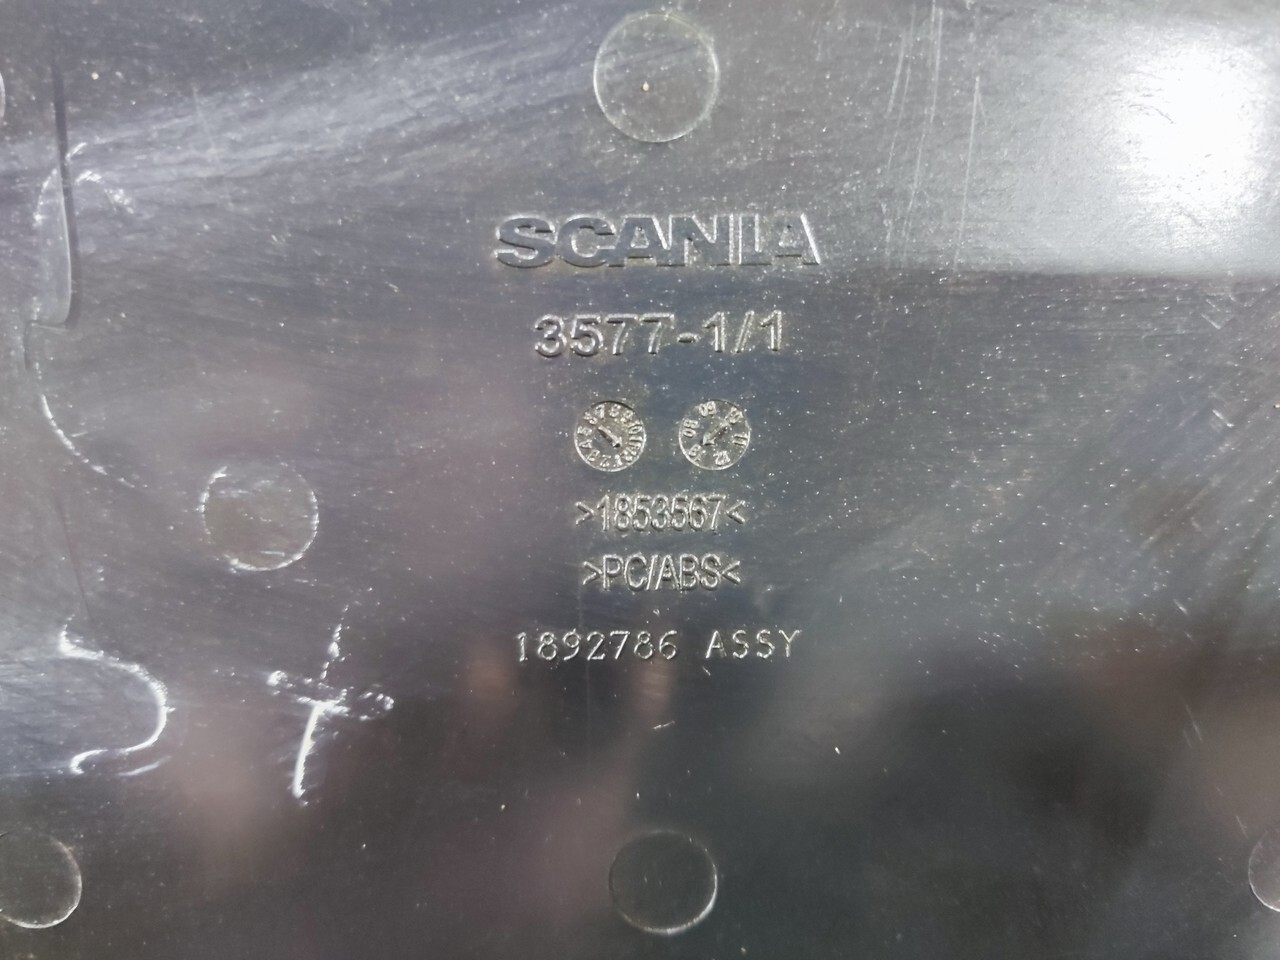 SCANIA
3577-1/1
>1853567<
>PC/ABS<
1892786 ASSY